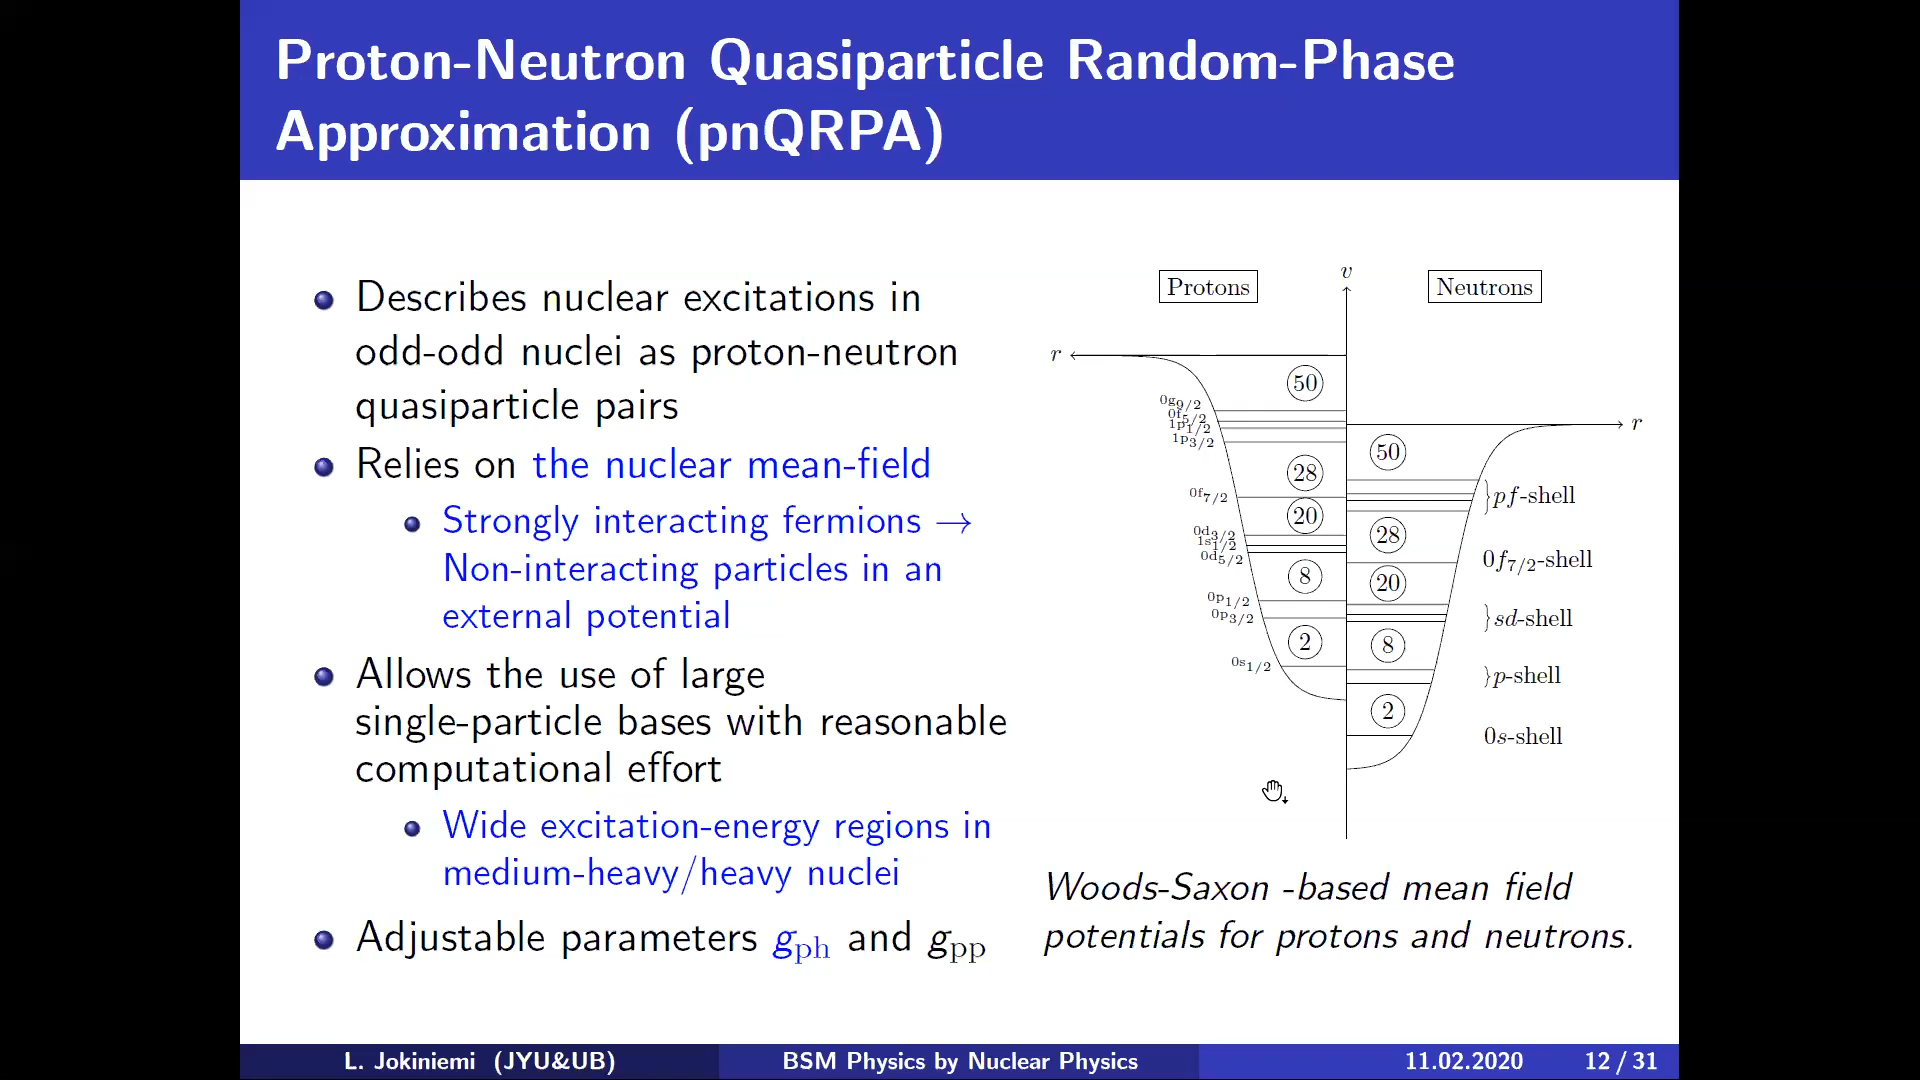 Proton-Neutron Quasiparticle Random-Phase
Approximation (pnQRPA)
Describes nuclear excitations in
odd-odd nuclei as proton-neutron
quasiparticle pairs
Relies on the nuclear mean-field
Strongly interacting fermions →
Non-interacting particles in an
external potential
Allows the use of large
single-particle bases with reasonable
computational effort
Wide excitation-energy regions in
medium-heavy/heavy nuclei
Adjustable parameters g_ph and g_pp
Protons
v
Neutrons
r
r
50
0g9/2
0f5/2
1p1/2
1p3/2
28
0f7/2
20
0d3/2
1s1/2
0d5/2
8
0p1/2
0p3/2
2
0s1/2
50
}pf-shell
28
0f7/2-shell
20
}sd-shell
8
}p-shell
2
0s-shell
Woods-Saxon -based mean field
potentials for protons and neutrons.
L. Jokiniemi (JYU&UB)
BSM Physics by Nuclear Physics
11.02.2020
12 / 31